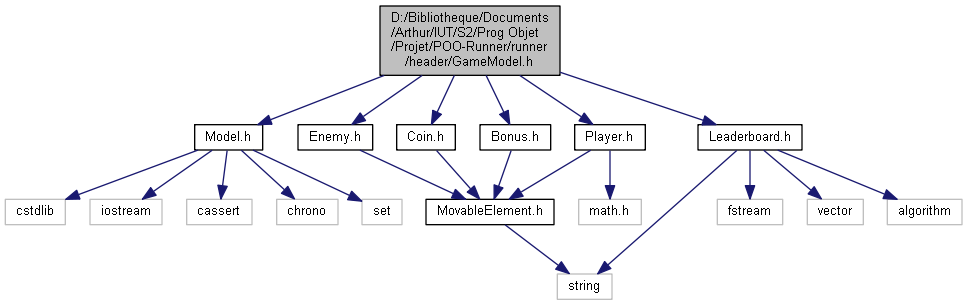 D:/Bibliotheque/Documents
/Arthur/IUT/S2/Prog Objet
/Projet/POO-Runner/runner
/header/GameModel.h
Model.h
Enemy.h
Coin.h
Bonus.h
Player.h
Leaderboard.h
cstdlib
iostream
cassert
chrono
set
MovableElement.h
math.h
fstream
vector
algorithm
string